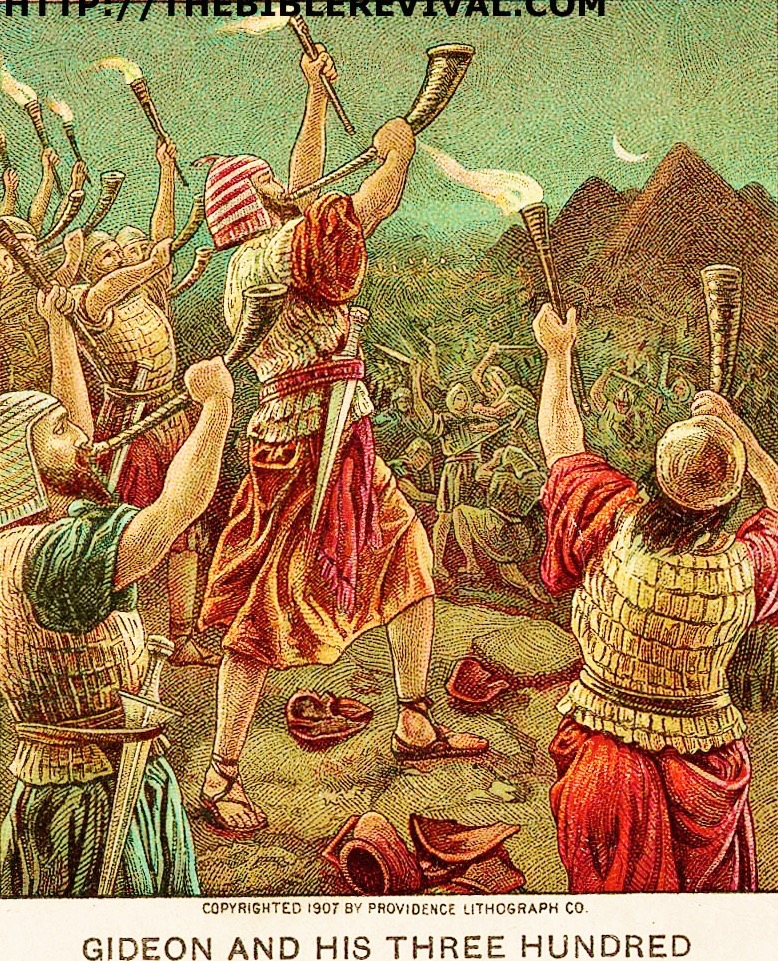 HTTP://THEBIBLEREVIVAL.COM
COPYRIGHTED 1907 BY PROVIDENCE LITHOGRAPH CO.
GIDEON AND HIS THREE HUNDRED